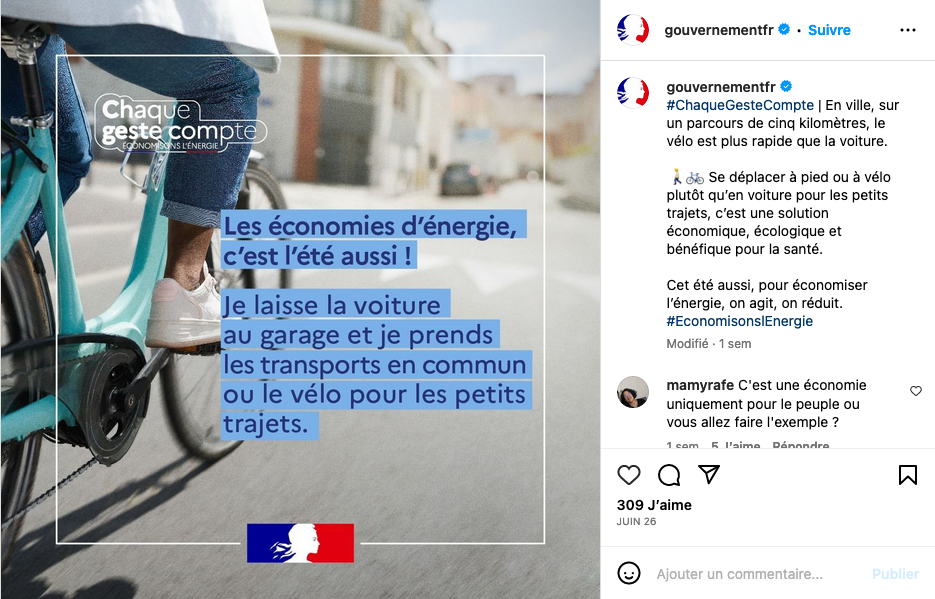 Chaque
geste compte
ÉCONOMISONS L'ÉNERGIE
Les économies d'énergie,
c'est l'été aussi !
Je laisse la voiture
au garage et je prends
les transports en commun
ou le vélo pour les petits
trajets.
gouvernementfr • Suivre
gouvernementfr
#ChaqueGesteCompte | En ville, sur
un parcours de cinq kilomètres, le
vélo est plus rapide que la voiture.
🚶🚲 Se déplacer à pied ou à vélo
plutôt qu'en voiture pour les petits
trajets, c'est une solution
économique, écologique et
bénéfique pour la santé.
Cet été aussi, pour économiser
l'énergie, on agit, on réduit.
#EconomisonslEnergie
Modifié · 1 sem
mamyrafe C'est une économie
uniquement pour le peuple ou
vous allez faire l'exemple ?
1 sem 5 J'aime Répondre
309 J'aime
JUIN 26
Ajouter un commentaire... Publier